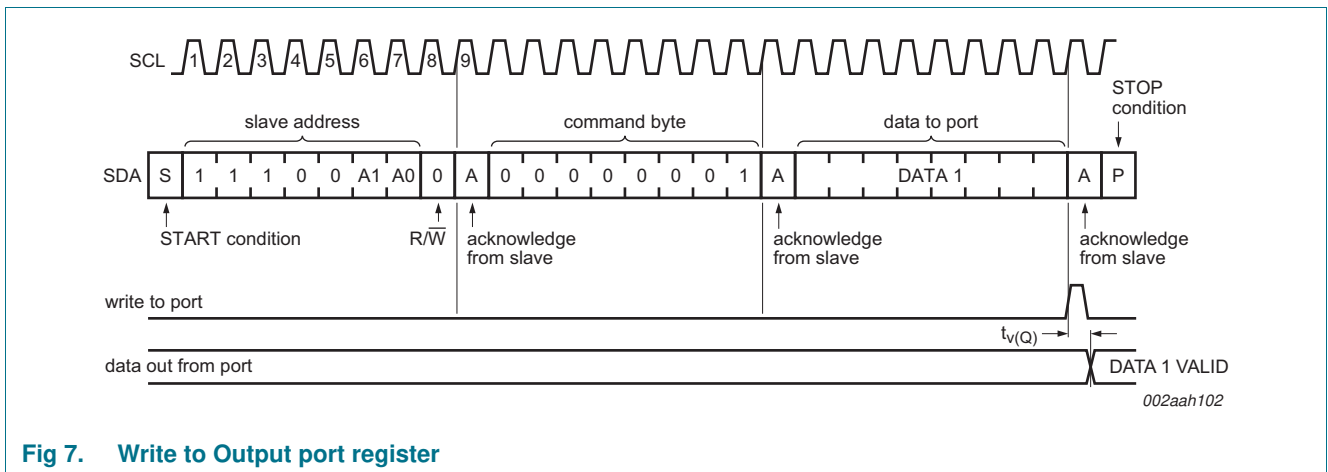 SCL 1 2 3 4 5 6 7 8 9
STOP
condition
slave address command byte data to port
SDA S 1 1 1 0 0 A1 A0 0 A 0 0 0 0 0 0 0 1 A DATA 1 A P
START condition R/W̅ acknowledge
from slave acknowledge
from slave acknowledge
from slave
write to port
tv(Q)
data out from port DATA 1 VALID
002aah102
Fig 7. Write to Output port register